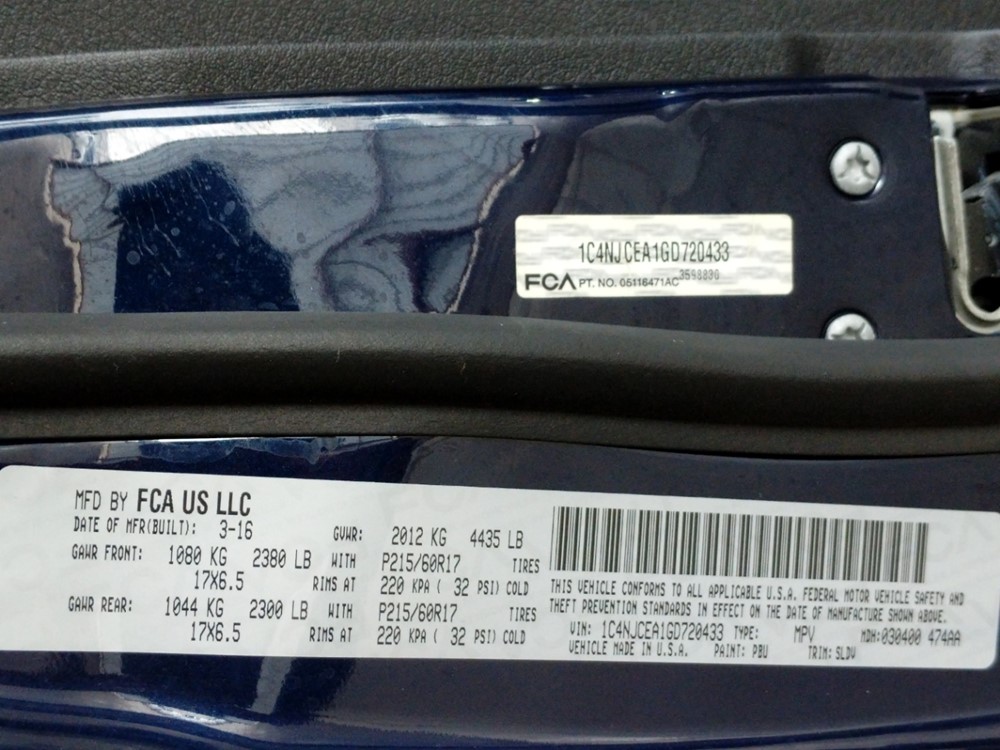 1C4NJCEA1GD720433
FCA PT. NO. 05116471AC 3598830
MFD BY FCA US LLC
DATE OF MFR(BUILT): 3-16 GVWR: 2012 KG 4435 LB
GAWR FRONT: 1080 KG 2380 LB WITH P215/60R17 TIRES
17X6.5 RIMS AT 220 KPA ( 32 PSI) COLD
GAWR REAR: 1044 KG 2300 LB WITH P215/60R17 TIRES
17X6.5 RIMS AT 220 KPA ( 32 PSI) COLD
THIS VEHICLE CONFORMS TO ALL APPLICABLE U.S.A. FEDERAL MOTOR VEHICLE SAFETY AND
THEFT PREVENTION STANDARDS IN EFFECT ON THE DATE OF MANUFACTURE SHOWN ABOVE.
VIN: 1C4NJCEA1GD720433 TYPE: MPV MDH:030400 474AA
VEHICLE MADE IN U.S.A. PAINT: PBU TRIM: SLDV